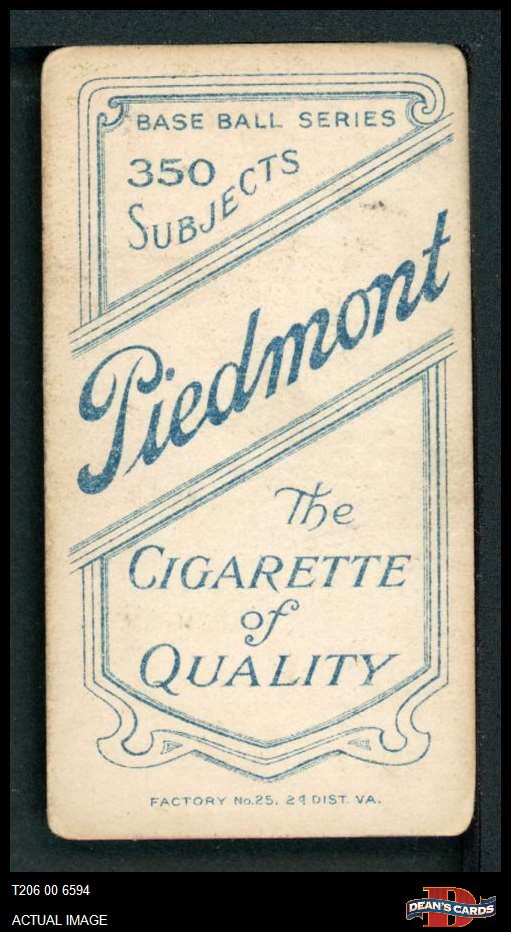 BASE BALL SERIES
350
SUBJECTS
Piedmont
The
CIGARETTE
of
QUALITY
FACTORY No.25, 2d DIST. VA.
T206 00 6594
ACTUAL IMAGE
D
DEAN'S CARDS